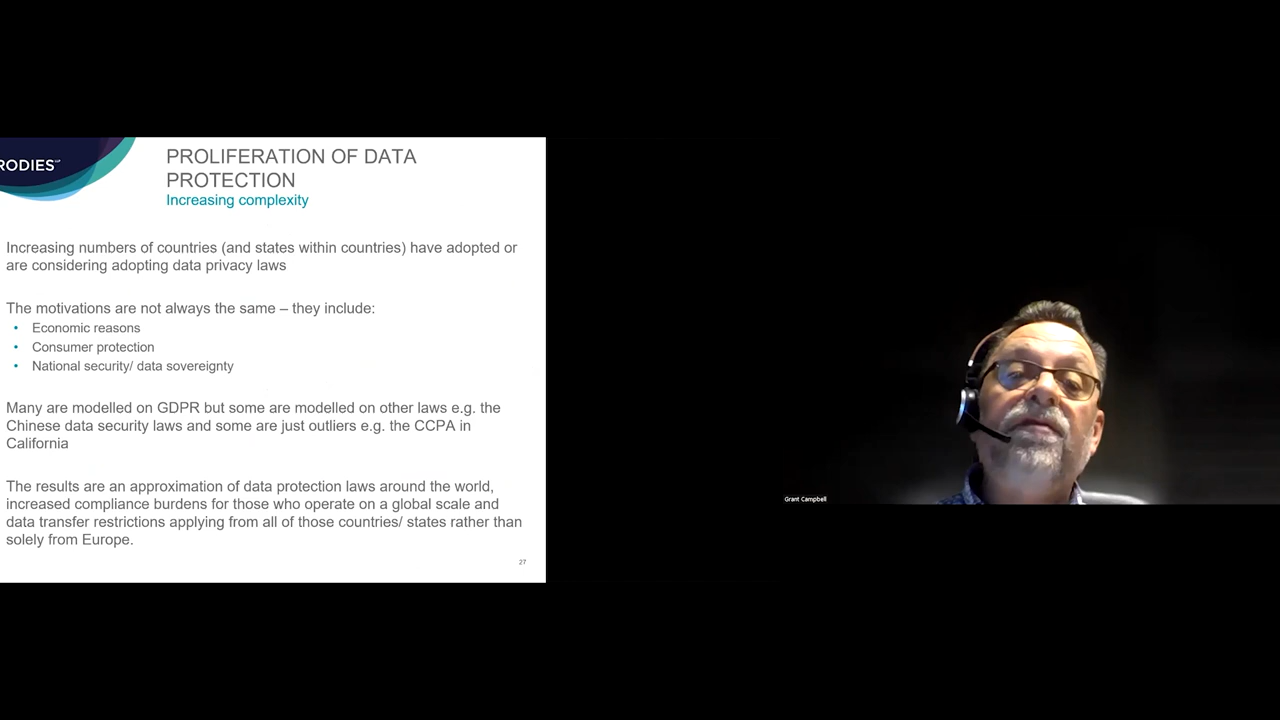 RODIES LLP
PROLIFERATION OF DATA
PROTECTION
Increasing complexity
Increasing numbers of countries (and states within countries) have adopted or
are considering adopting data privacy laws
The motivations are not always the same – they include:
• Economic reasons
• Consumer protection
• National security/ data sovereignty
Many are modelled on GDPR but some are modelled on other laws e.g. the
Chinese data security laws and some are just outliers e.g. the CCPA in
California
The results are an approximation of data protection laws around the world,
increased compliance burdens for those who operate on a global scale and
data transfer restrictions applying from all of those countries/ states rather than
solely from Europe.
27
Grant Campbell